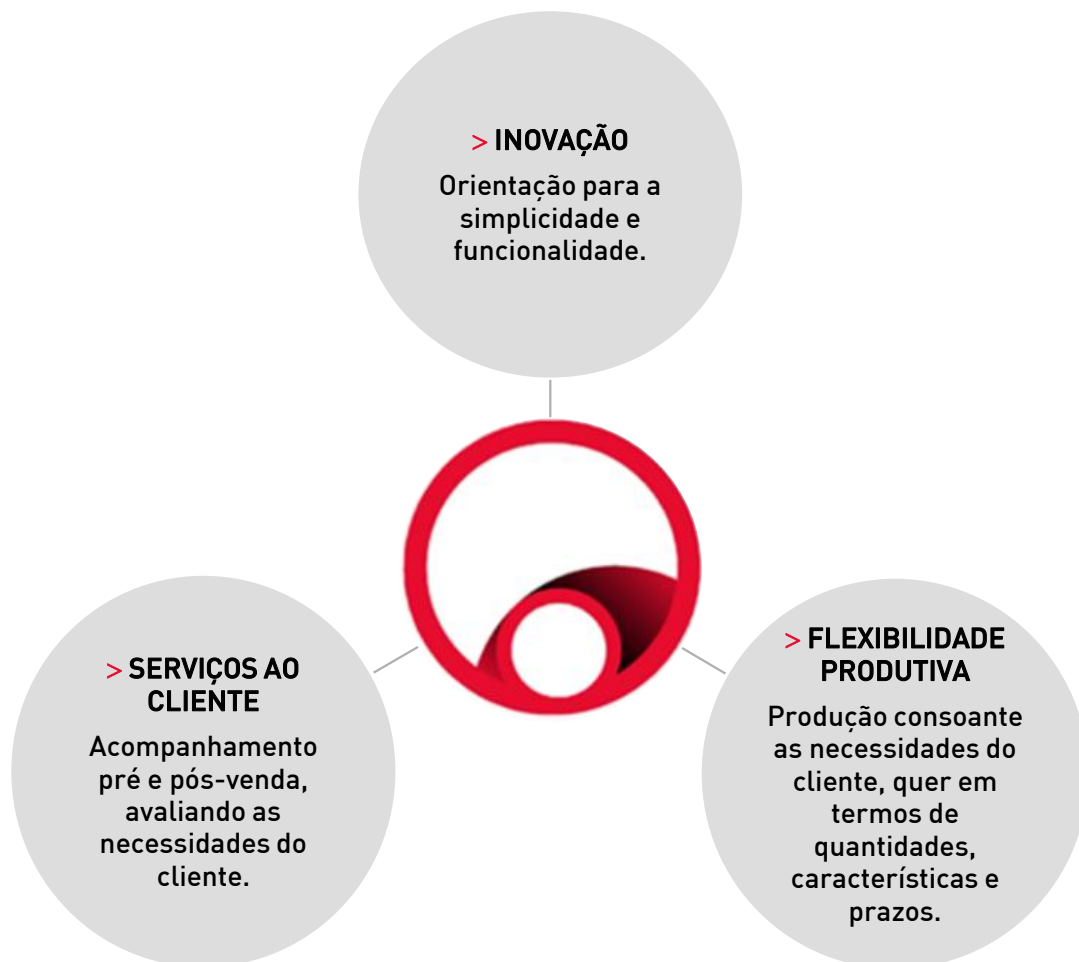 > INOVAÇÃO
Orientação para a
simplicidade e
funcionalidade.
> SERVIÇOS AO
CLIENTE
Acompanhamento
pré e pós-venda,
avaliando as
necessidades do
cliente.
> FLEXIBILIDADE
PRODUTIVA
Produção consoante
as necessidades do
cliente, quer em
termos de
quantidades,
características e
prazos.